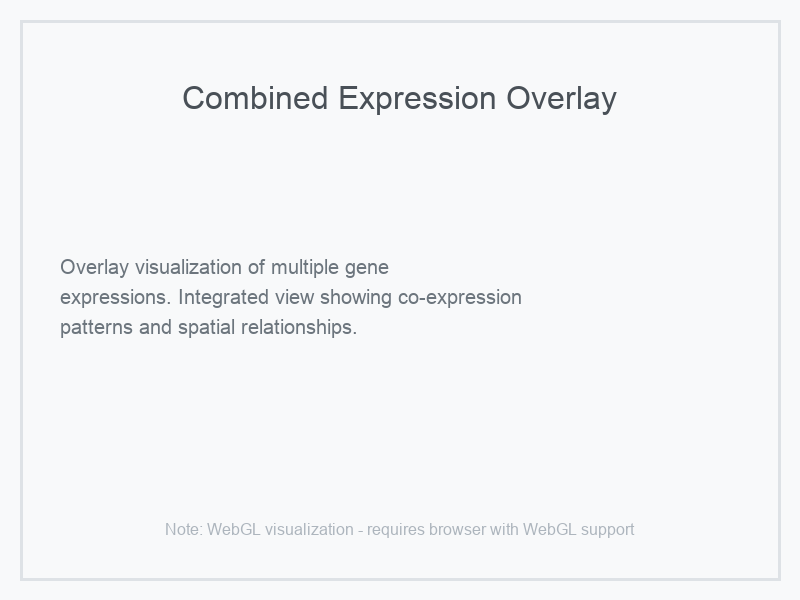 Combined Expression Overlay
Overlay visualization of multiple gene
expressions. Integrated view showing co-expression
patterns and spatial relationships.
Note: WebGL visualization - requires browser with WebGL support